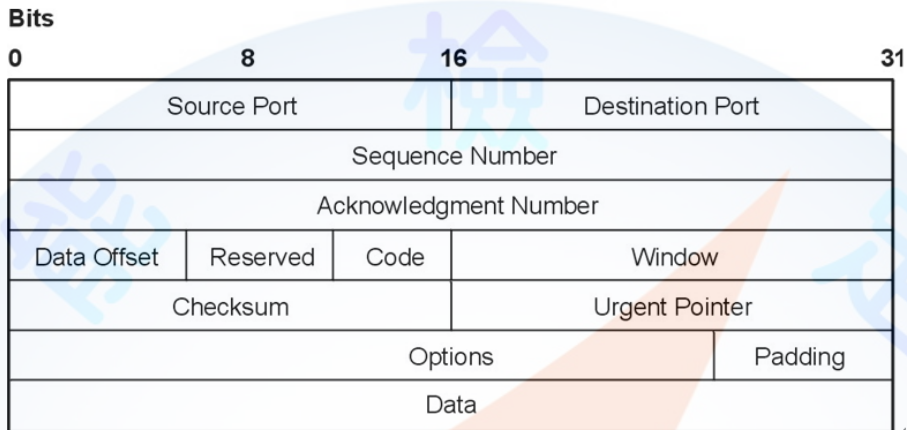 Bits
0 8 16 31
Source Port Destination Port
Sequence Number
Acknowledgment Number
Data Offset Reserved Code Window
Checksum Urgent Pointer
Options Padding
Data
檢